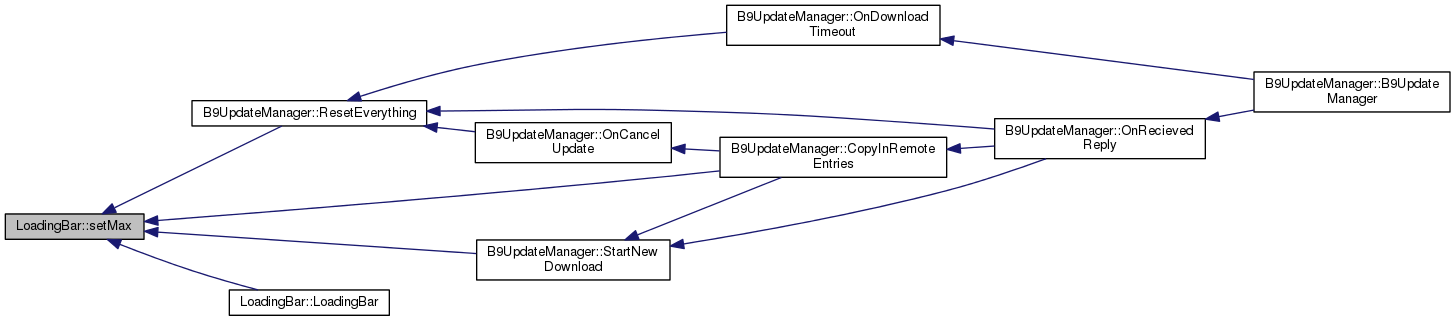 B9UpdateManager::OnDownload
Timeout
B9UpdateManager::B9Update
Manager
B9UpdateManager::ResetEverything
B9UpdateManager::OnCancel
Update
B9UpdateManager::OnRecieved
Reply
B9UpdateManager::CopyInRemote
Entries
LoadingBar::setMax
B9UpdateManager::StartNew
Download
LoadingBar::LoadingBar